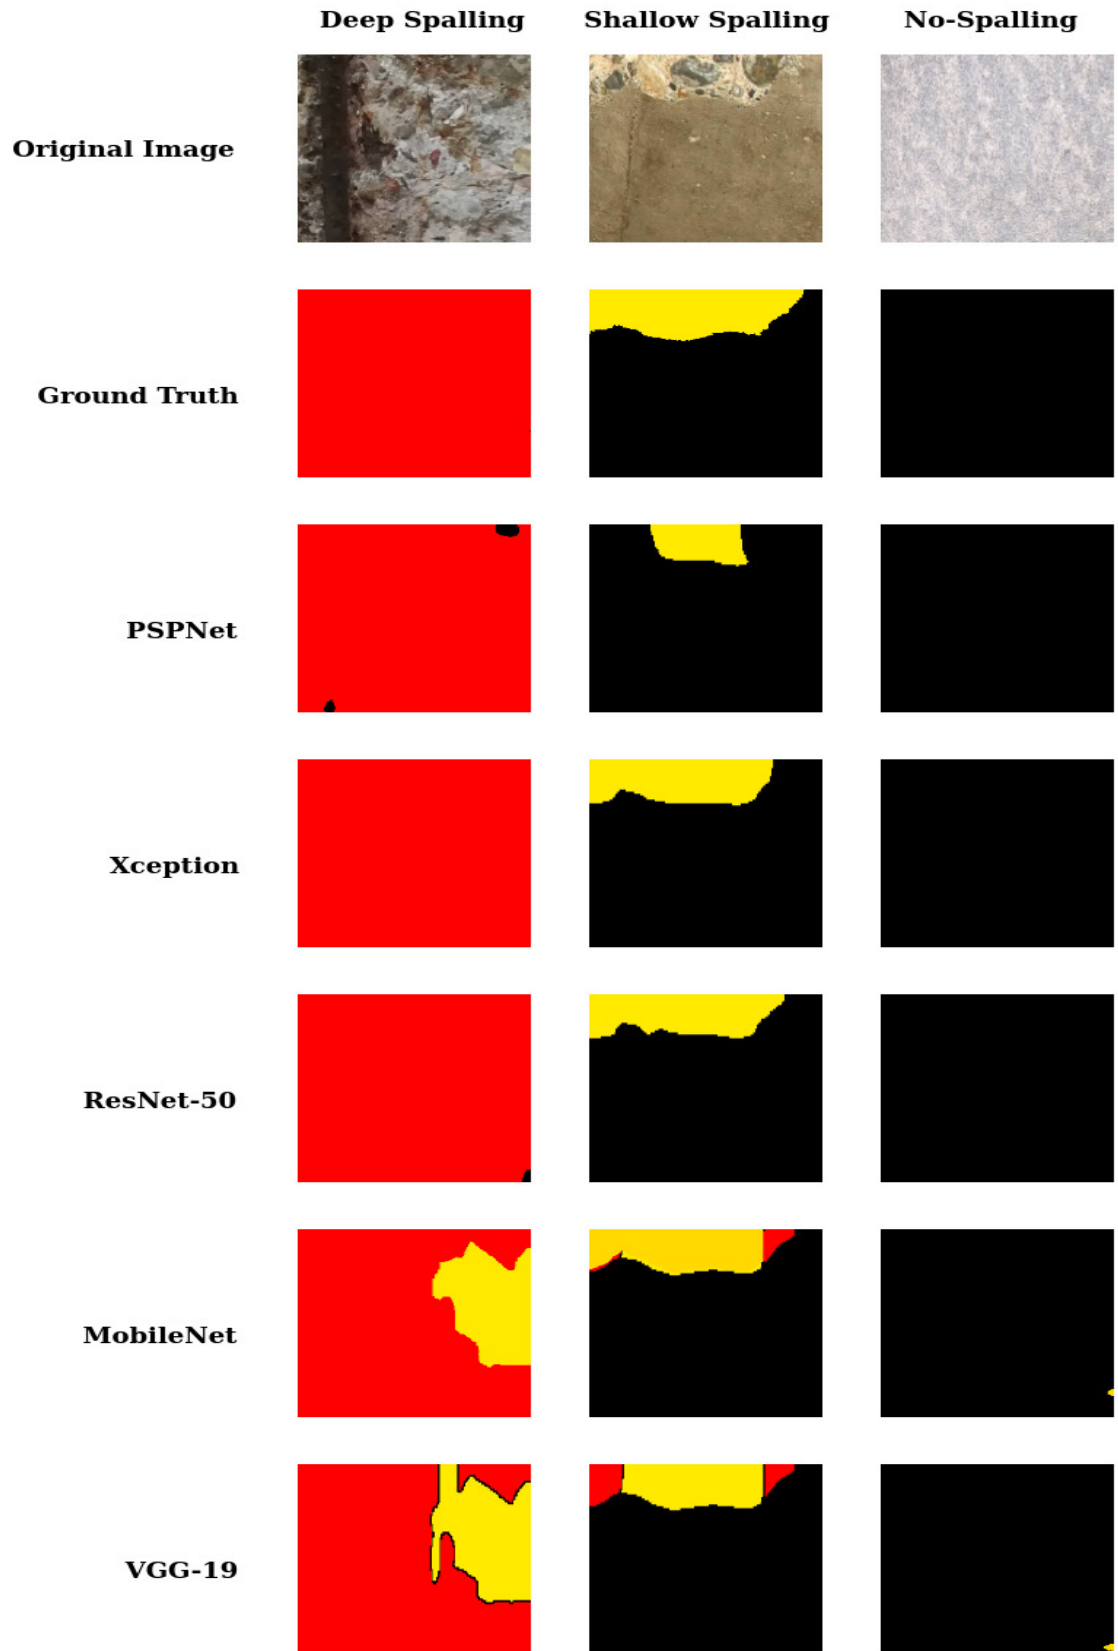 Deep Spalling Shallow Spalling No-Spalling
Original Image
Ground Truth
PSPNet
Xception
ResNet-50
MobileNet
VGG-19